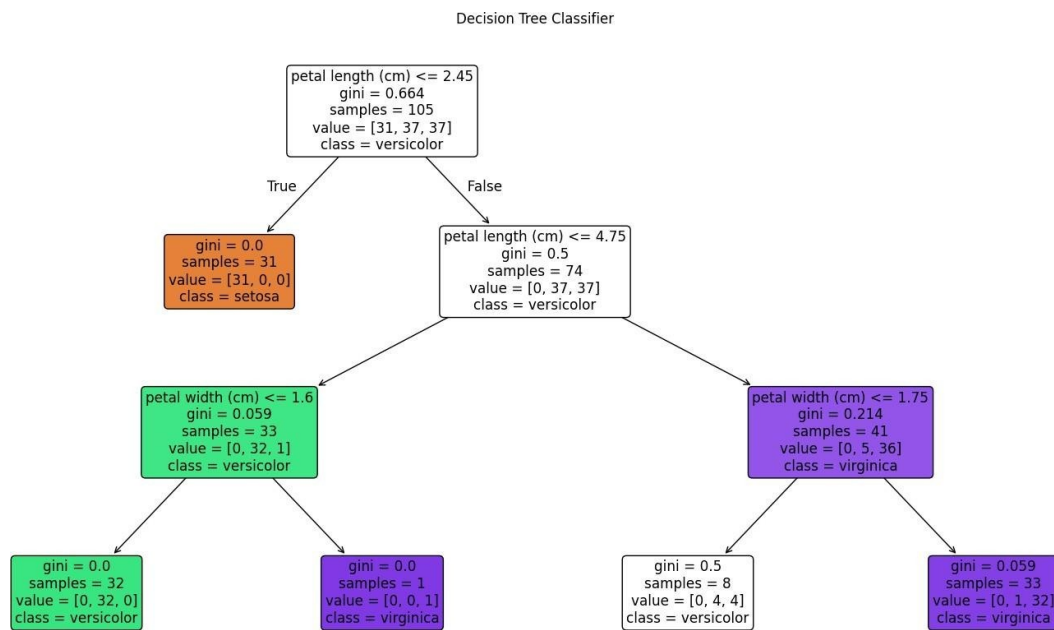 Decision Tree Classifier
petal length (cm) <= 2.45
gini = 0.664
samples = 105
value = [31, 37, 37]
class = versicolor
True
False
gini = 0.0
samples = 31
value = [31, 0, 0]
class = setosa
petal length (cm) <= 4.75
gini = 0.5
samples = 74
value = [0, 37, 37]
class = versicolor
petal width (cm) <= 1.6
gini = 0.059
samples = 33
value = [0, 32, 1]
class = versicolor
petal width (cm) <= 1.75
gini = 0.214
samples = 41
value = [0, 5, 36]
class = virginica
gini = 0.0
samples = 32
value = [0, 32, 0]
class = versicolor
gini = 0.0
samples = 1
value = [0, 0, 1]
class = virginica
gini = 0.5
samples = 8
value = [0, 4, 4]
class = versicolor
gini = 0.059
samples = 33
value = [0, 1, 32]
class = virginica